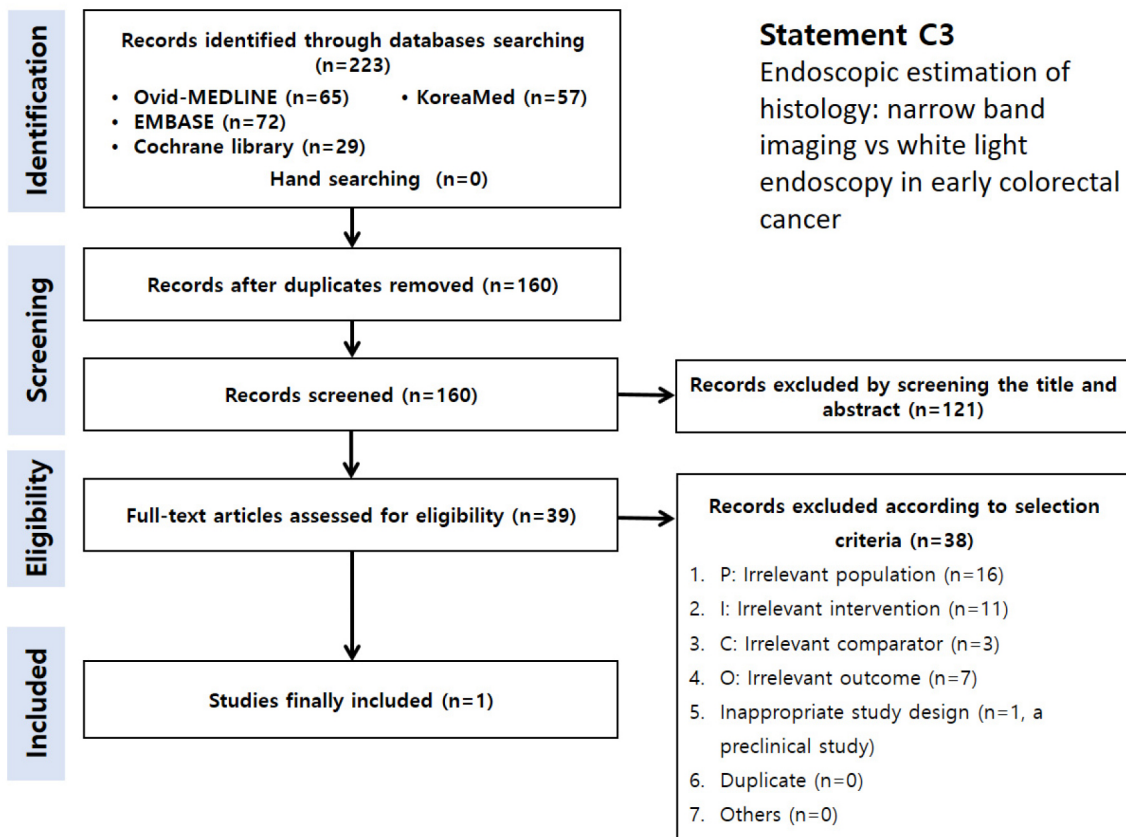 Identification
Records identified through databases searching
(n=223)
• Ovid-MEDLINE (n=65) • KoreaMed (n=57)
• EMBASE (n=72)
• Cochrane library (n=29)
Hand searching (n=0)
Statement C3
Endoscopic estimation of
histology: narrow band
imaging vs white light
endoscopy in early colorectal
cancer
Screening
Records after duplicates removed (n=160)
Records screened (n=160)
Records excluded by screening the title and
abstract (n=121)
Eligibility
Full-text articles assessed for eligibility (n=39)
Records excluded according to selection
criteria (n=38)
1. P: Irrelevant population (n=16)
2. I: Irrelevant intervention (n=11)
3. C: Irrelevant comparator (n=3)
4. O: Irrelevant outcome (n=7)
5. Inappropriate study design (n=1, a
preclinical study)
6. Duplicate (n=0)
7. Others (n=0)
Included
Studies finally included (n=1)